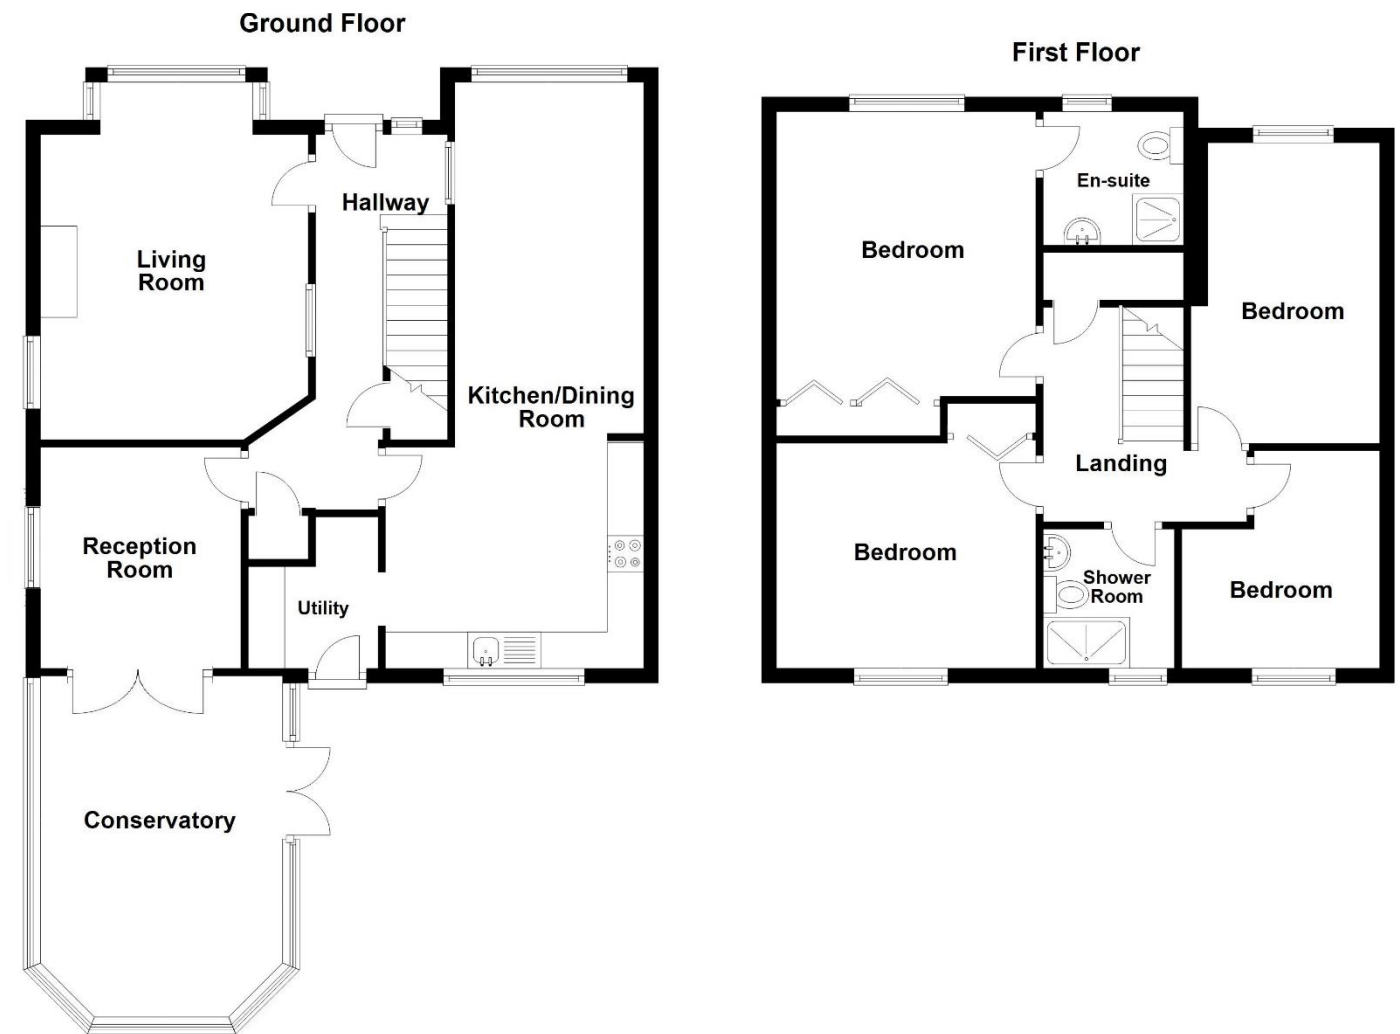 Ground Floor
Hallway
Living
Room
Kitchen/Dining
Room
Reception
Room
Utility
Conservatory
First Floor
En-suite
Bedroom
Bedroom
Landing
Bedroom
Shower
Room
Bedroom